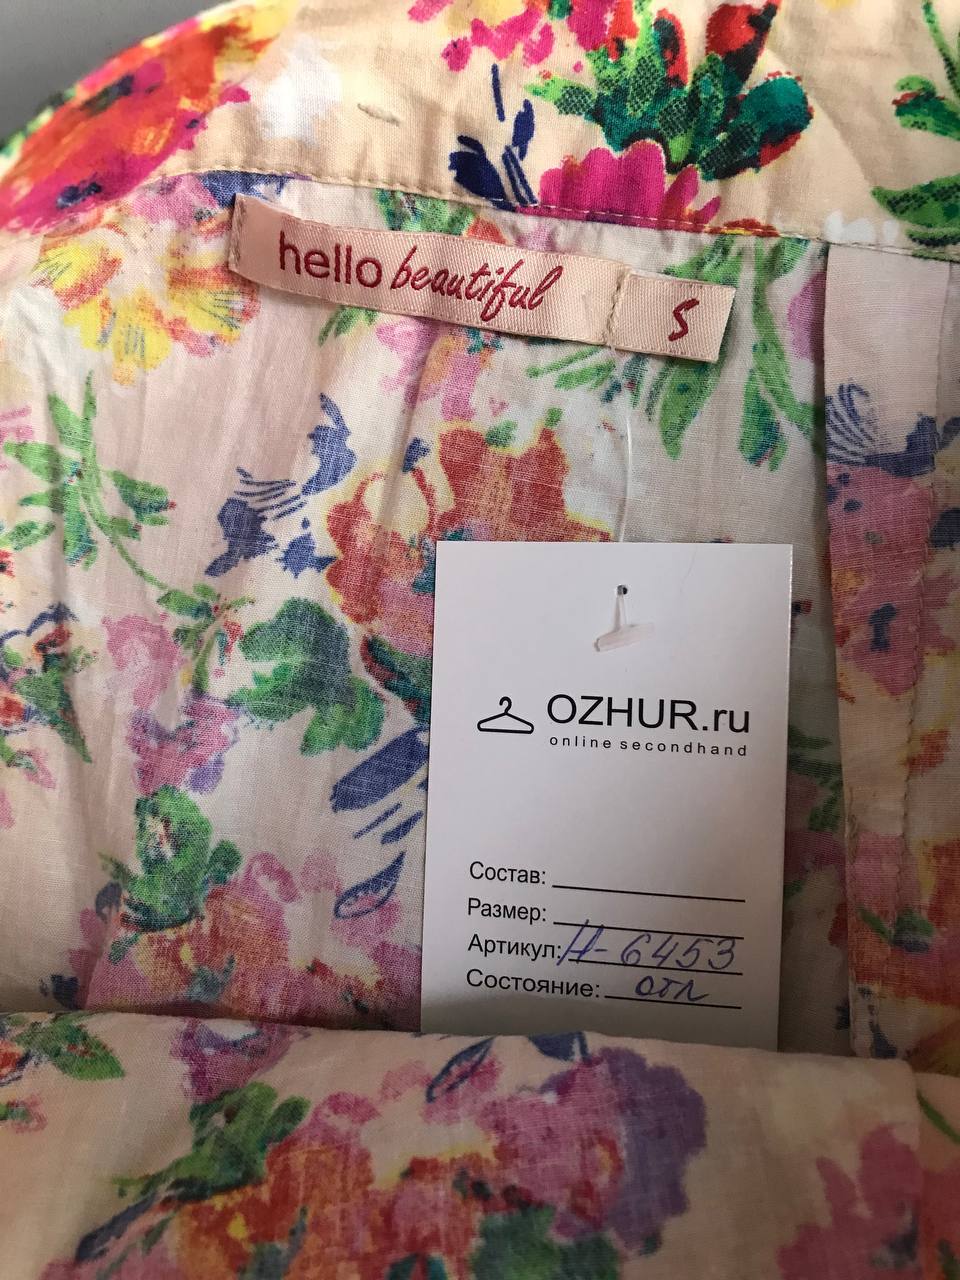 hello beautiful
S
OZHUR.ru
online secondhand
Состав:
Размер:
Артикул: H-6453
Состояние: отл